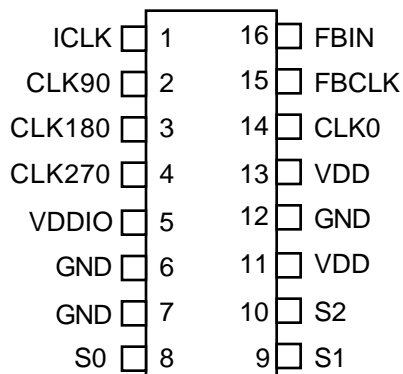 ICLK 1 16 FBIN
CLK90 2 15 FBCLK
CLK180 3 14 CLK0
CLK270 4 13 VDD
VDDIO 5 12 GND
GND 6 11 VDD
GND 7 10 S2
S0 8 9 S1